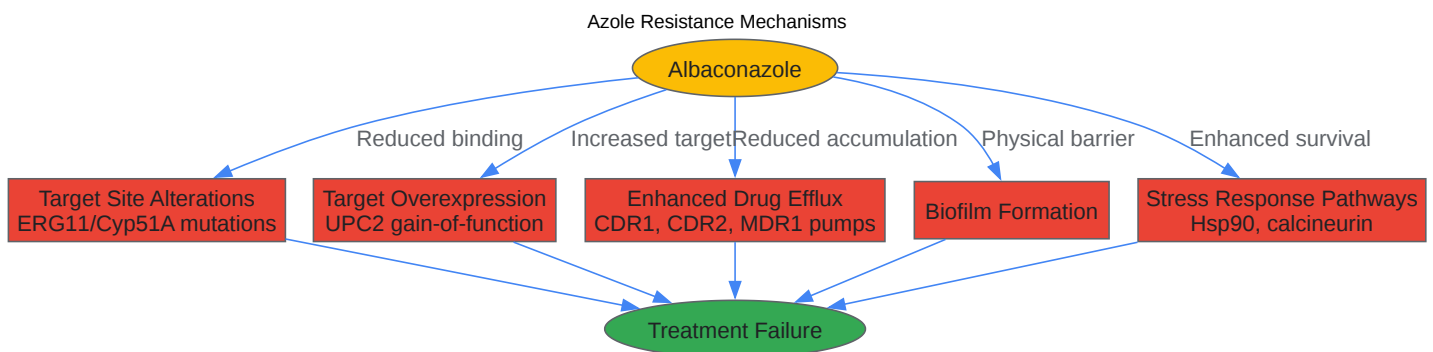 Azole Resistance Mechanisms
Albaconazole
Reduced binding
Increased target
Reduced accumulation
Physical barrier
Enhanced survival
Target Site Alterations
ERG11/Cyp51A mutations
Target Overexpression
UPC2 gain-of-function
Enhanced Drug Efflux
CDR1, CDR2, MDR1 pumps
Biofilm Formation
Stress Response Pathways
Hsp90, calcineurin
Treatment Failure